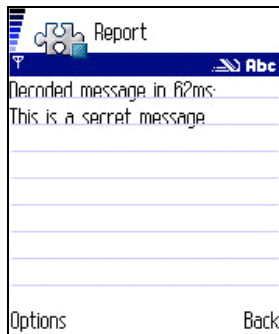 Report
Abc
Decoded message in 62ms:
This is a secret message
Options Back